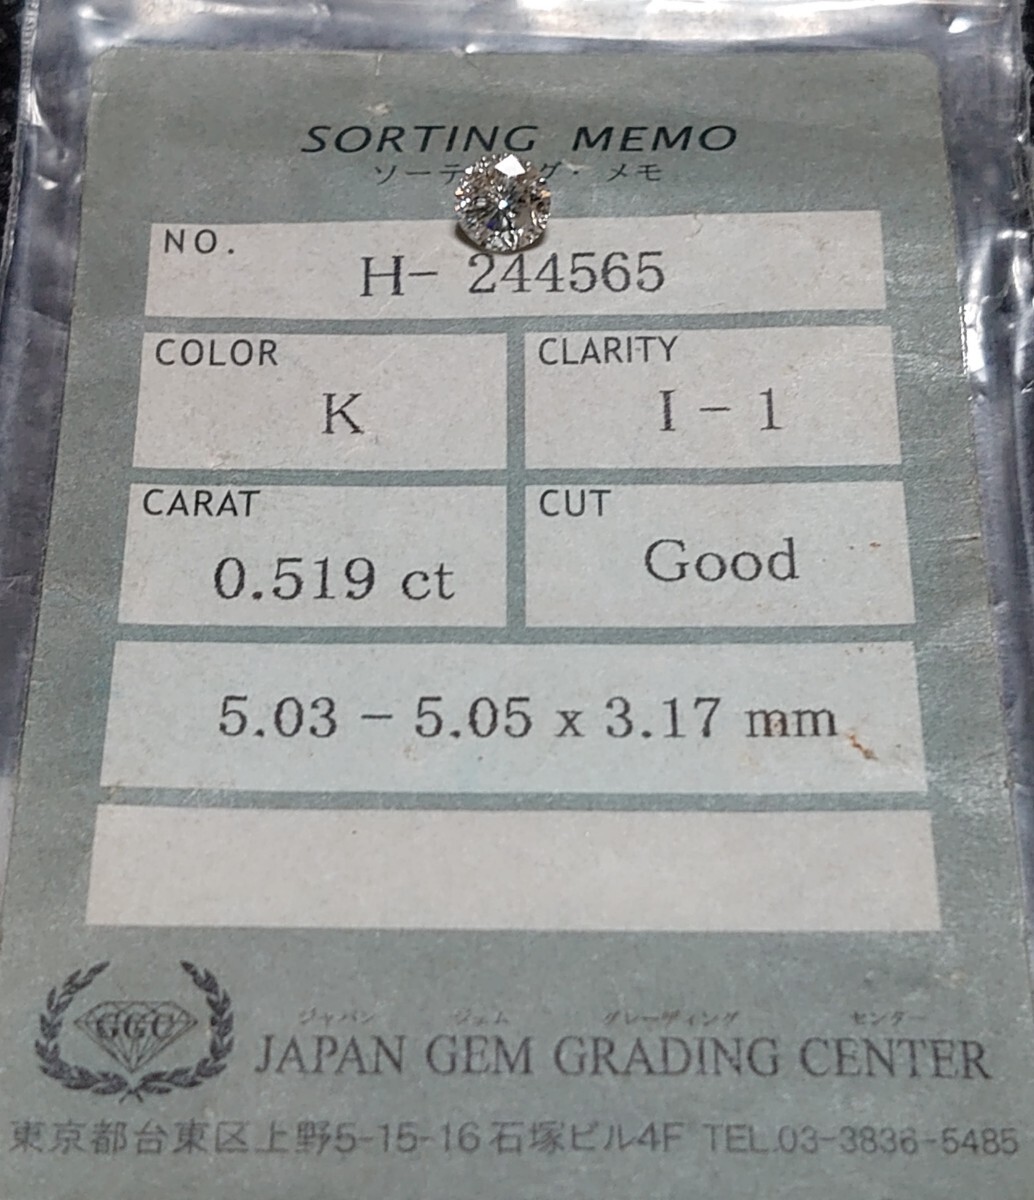 SORTING MEMO
ソーティング・メモ
NO.
H- 244565
COLOR
K
CLARITY
I - 1
CARAT
0.519 ct
CUT
Good
5.03 - 5.05 x 3.17 mm
GGC
ジャパン ジェム グレーディング センター
JAPAN GEM GRADING CENTER
東京都台東区上野5-15-16 石塚ビル4F TEL.03-3836-5485